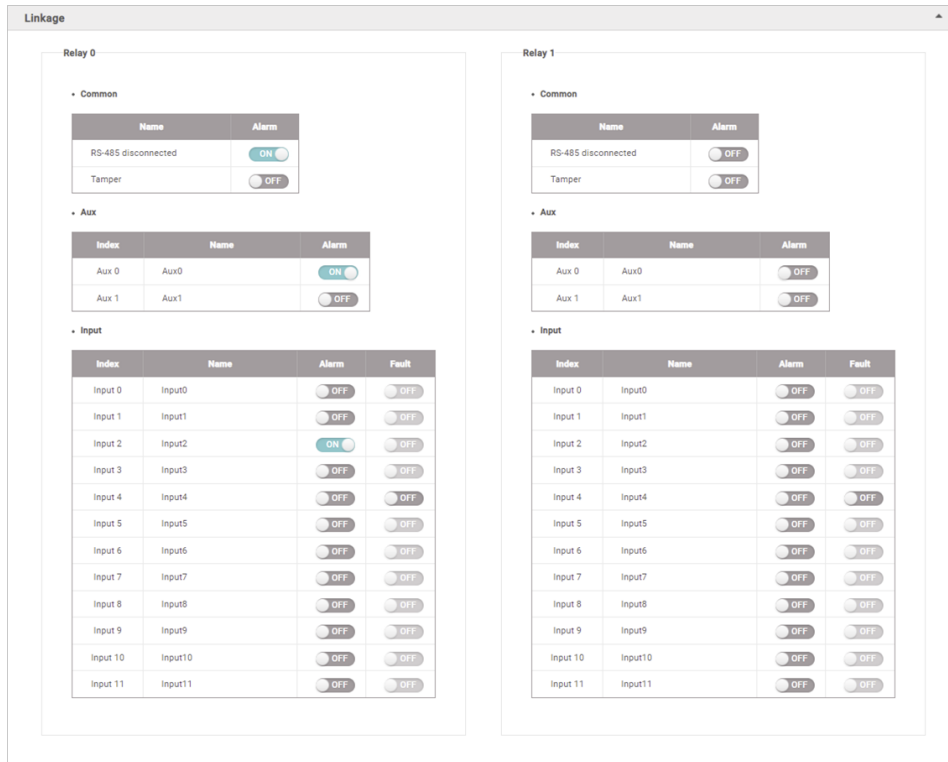 Linkage
Relay 0
• Common
Name Alarm
RS-485 disconnected ON
Tamper OFF
• Aux
Index Name Alarm
Aux 0 Aux0 ON
Aux 1 Aux1 OFF
• Input
Index Name Alarm Fault
Input 0 Input0 OFF OFF
Input 1 Input1 OFF OFF
Input 2 Input2 ON OFF
Input 3 Input3 OFF OFF
Input 4 Input4 OFF OFF
Input 5 Input5 OFF OFF
Input 6 Input6 OFF OFF
Input 7 Input7 OFF OFF
Input 8 Input8 OFF OFF
Input 9 Input9 OFF OFF
Input 10 Input10 OFF OFF
Input 11 Input11 OFF OFF
Relay 1
• Common
Name Alarm
RS-485 disconnected OFF
Tamper OFF
• Aux
Index Name Alarm
Aux 0 Aux0 OFF
Aux 1 Aux1 OFF
• Input
Index Name Alarm Fault
Input 0 Input0 OFF OFF
Input 1 Input1 OFF OFF
Input 2 Input2 OFF OFF
Input 3 Input3 OFF OFF
Input 4 Input4 OFF OFF
Input 5 Input5 OFF OFF
Input 6 Input6 OFF OFF
Input 7 Input7 OFF OFF
Input 8 Input8 OFF OFF
Input 9 Input9 OFF OFF
Input 10 Input10 OFF OFF
Input 11 Input11 OFF OFF